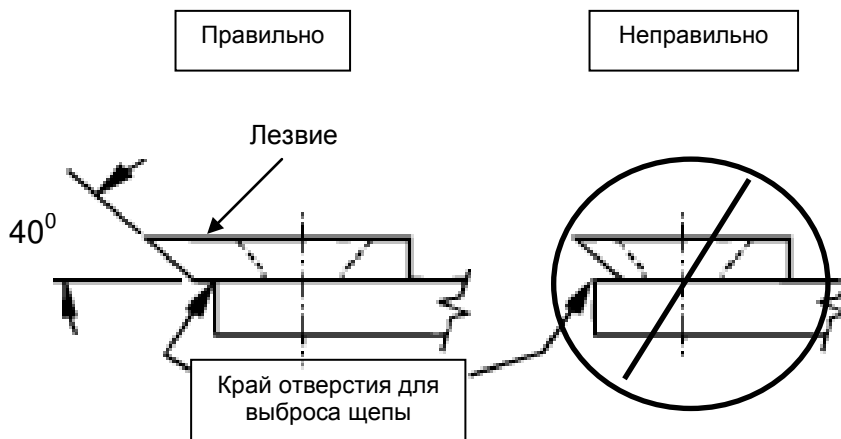 Правильно
Неправильно
Лезвие
40⁰
Край отверстия для
выброса щепы